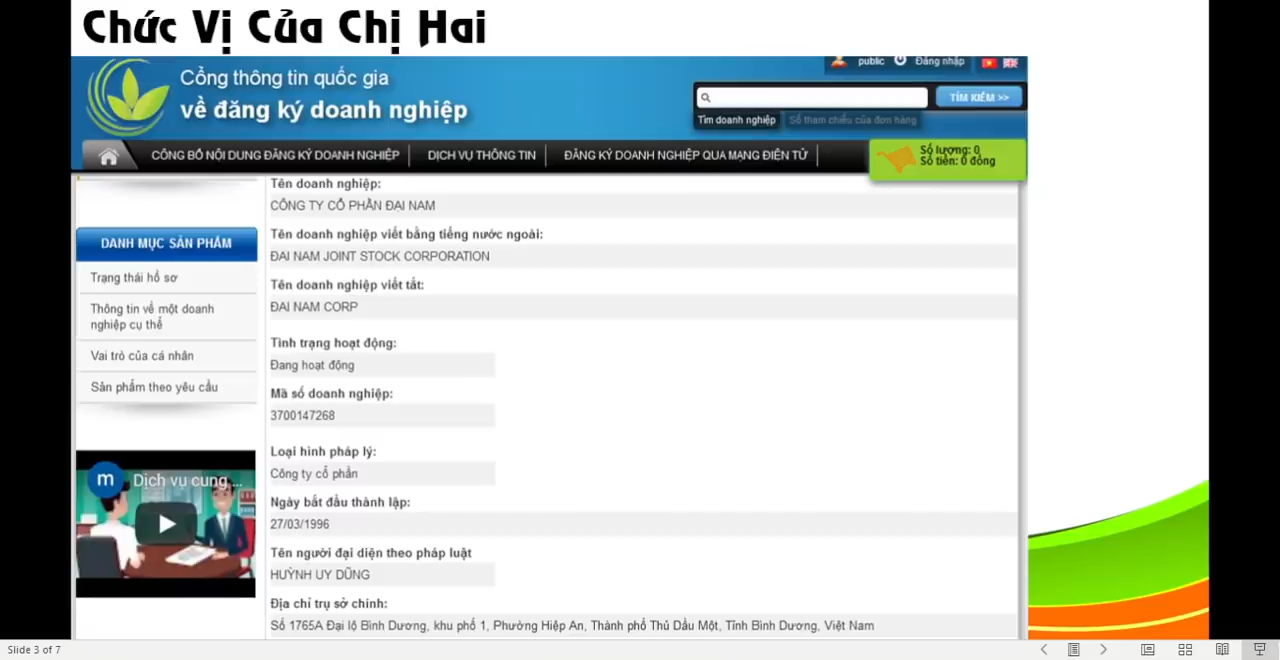 Chức Vị Của Chị Hai
Cổng thông tin quốc gia
về đăng ký doanh nghiệp
public Đăng nhập
TÌM KIẾM >>
Tìm doanh nghiệp Số tham chiếu của đơn hàng
CÔNG BỐ NỘI DUNG ĐĂNG KÝ DOANH NGHIỆP DỊCH VỤ THÔNG TIN ĐĂNG KÝ DOANH NGHIỆP QUA MẠNG ĐIỆN TỬ
Số lượng: 0
Số tiền: 0 đồng
DANH MỤC SẢN PHẨM
Trạng thái hồ sơ
Thông tin về một doanh
nghiệp cụ thể
Vai trò của cá nhân
Sản phẩm theo yêu cầu
m Dịch vụ cung ...
Tên doanh nghiệp:
CÔNG TY CỔ PHẦN ĐẠI NAM
Tên doanh nghiệp viết bằng tiếng nước ngoài:
ĐAI NAM JOINT STOCK CORPORATION
Tên doanh nghiệp viết tắt:
ĐAI NAM CORP
Tình trạng hoạt động:
Đang hoạt động
Mã số doanh nghiệp:
3700147268
Loại hình pháp lý:
Công ty cổ phần
Ngày bắt đầu thành lập:
27/03/1996
Tên người đại diện theo pháp luật
HUỲNH UY DŨNG
Địa chỉ trụ sở chính:
Số 1765A Đại lộ Bình Dương, khu phố 1, Phường Hiệp An, Thành phố Thủ Dầu Một, Tỉnh Bình Dương, Việt Nam
Slide 3 of 7